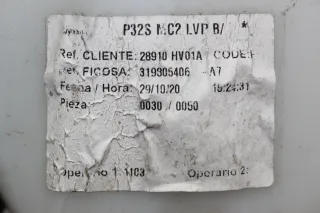 P32S MC2 LVP B/ *
Ref. CLIENTE: 28910 HV01A CODE:F
Ref. FICOSA: 319305406 A7
Fecha / Hora: 29/10/20 15:24:31
Pieza: 0030 / 0050
Operario 1: 1103 Operario 2: